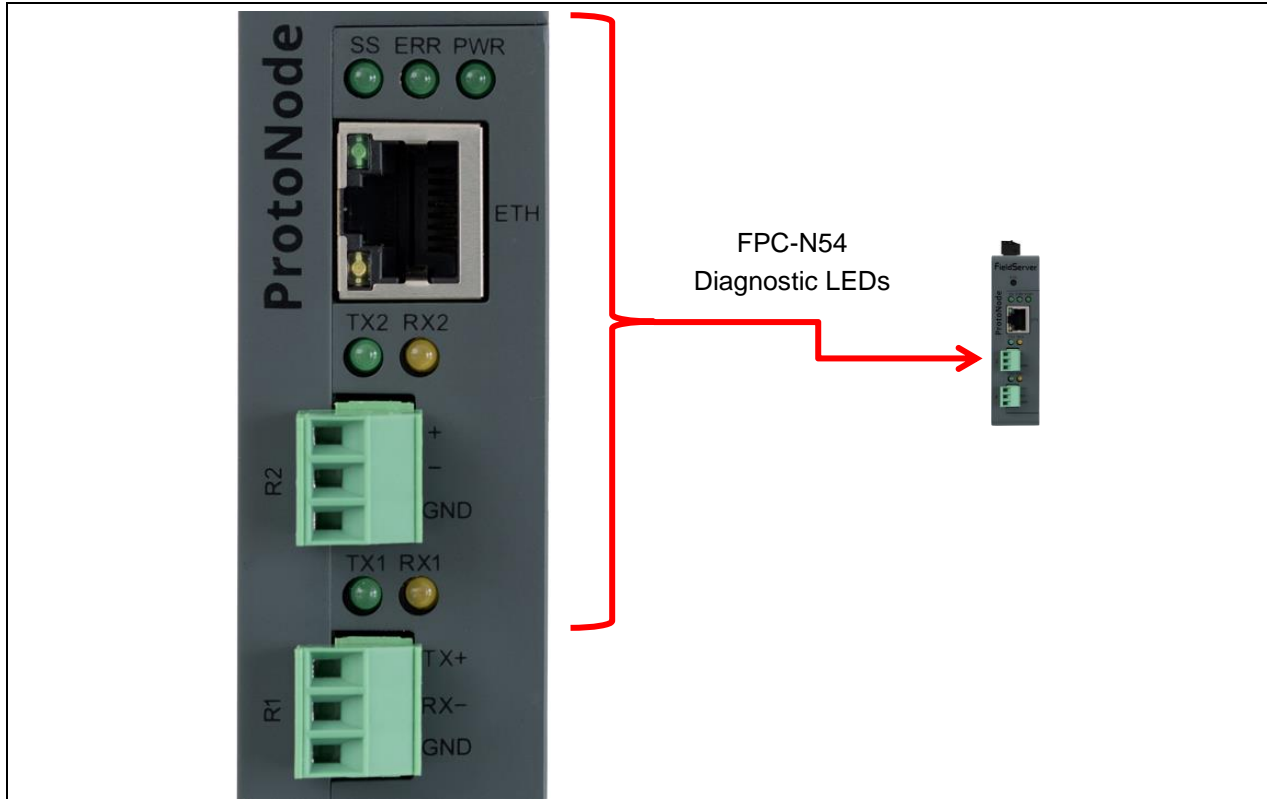 SS ERR PWR
ProtoNode
ETH
TX2 RX2
+
−
R2
GND
TX1 RX1
TX+
R1
RX−
GND
FPC-N54
Diagnostic LEDs
FieldServer
ProtoNode